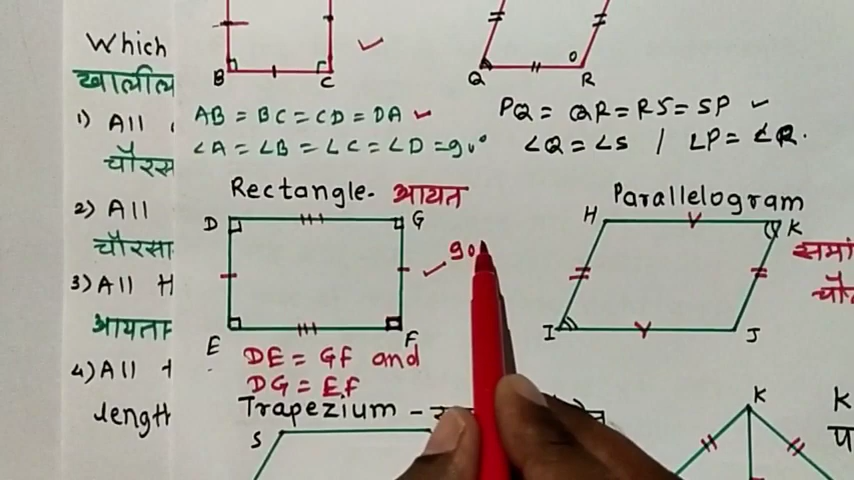 Which
B C
Q R
AB = BC = CD = DA
PQ = QR = RS = SP
∠A = ∠B = ∠C = ∠D = 90°
∠Q = ∠S / ∠P = ∠R.
1) All
चौरस
2) All
चौरसा
3) All H
आयता
4) All
length
Rectangle - आयत
D G
E F
90
DE = GF and
DG = E.F
Parallelogram
H K
I J
समां
Trapezium -
S
K
K